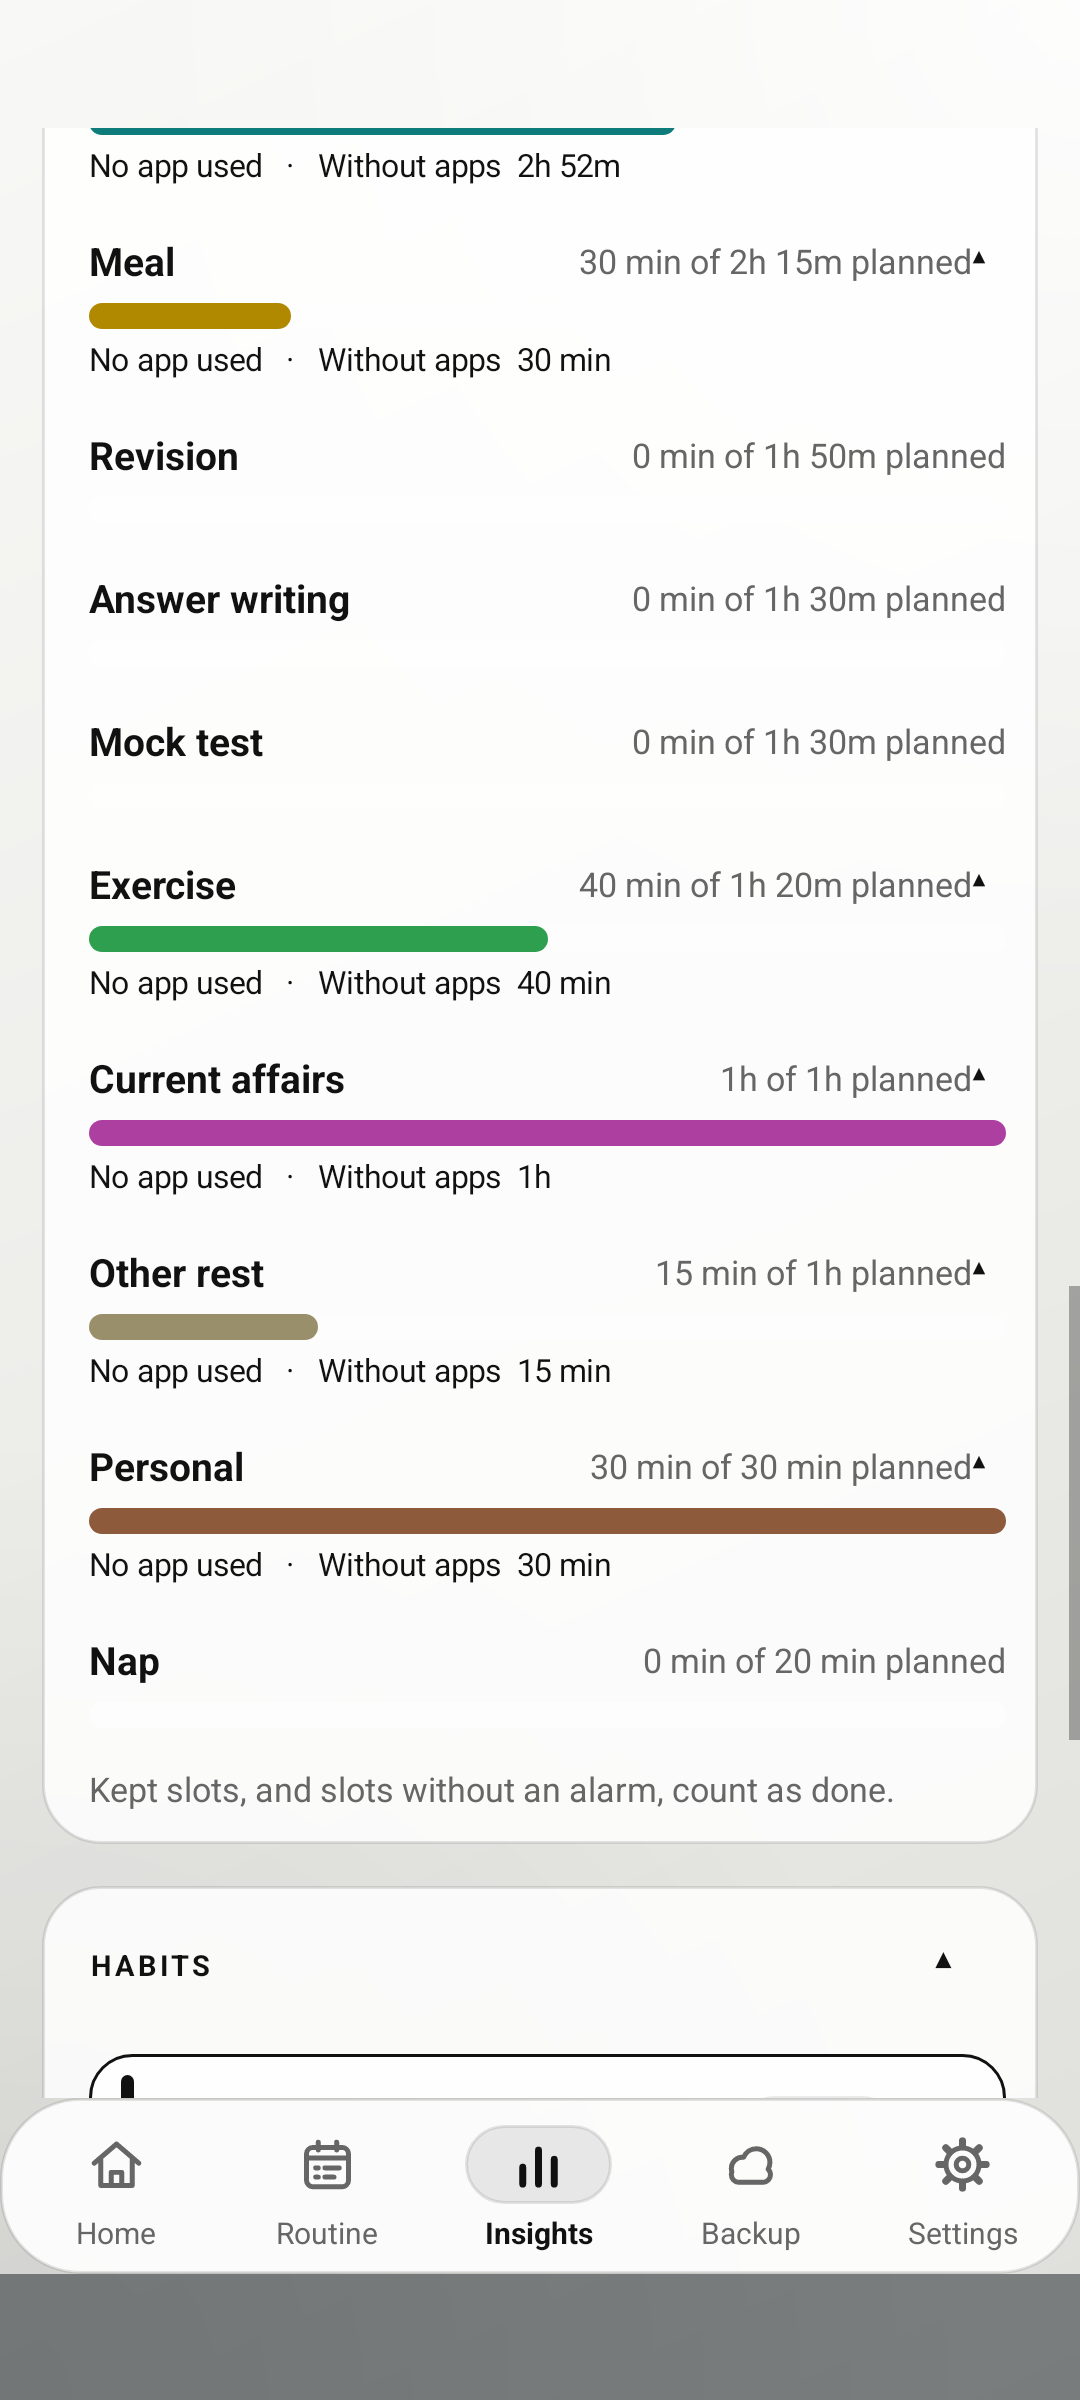 No app used · Without apps 2h 52m
Meal 30 min of 2h 15m planned▲
No app used · Without apps 30 min
Revision 0 min of 1h 50m planned
Answer writing 0 min of 1h 30m planned
Mock test 0 min of 1h 30m planned
Exercise 40 min of 1h 20m planned▲
No app used · Without apps 40 min
Current affairs 1h of 1h planned▲
No app used · Without apps 1h
Other rest 15 min of 1h planned▲
No app used · Without apps 15 min
Personal 30 min of 30 min planned▲
No app used · Without apps 30 min
Nap 0 min of 20 min planned
Kept slots, and slots without an alarm, count as done.
HABITS ▲
Home Routine Insights Backup Settings